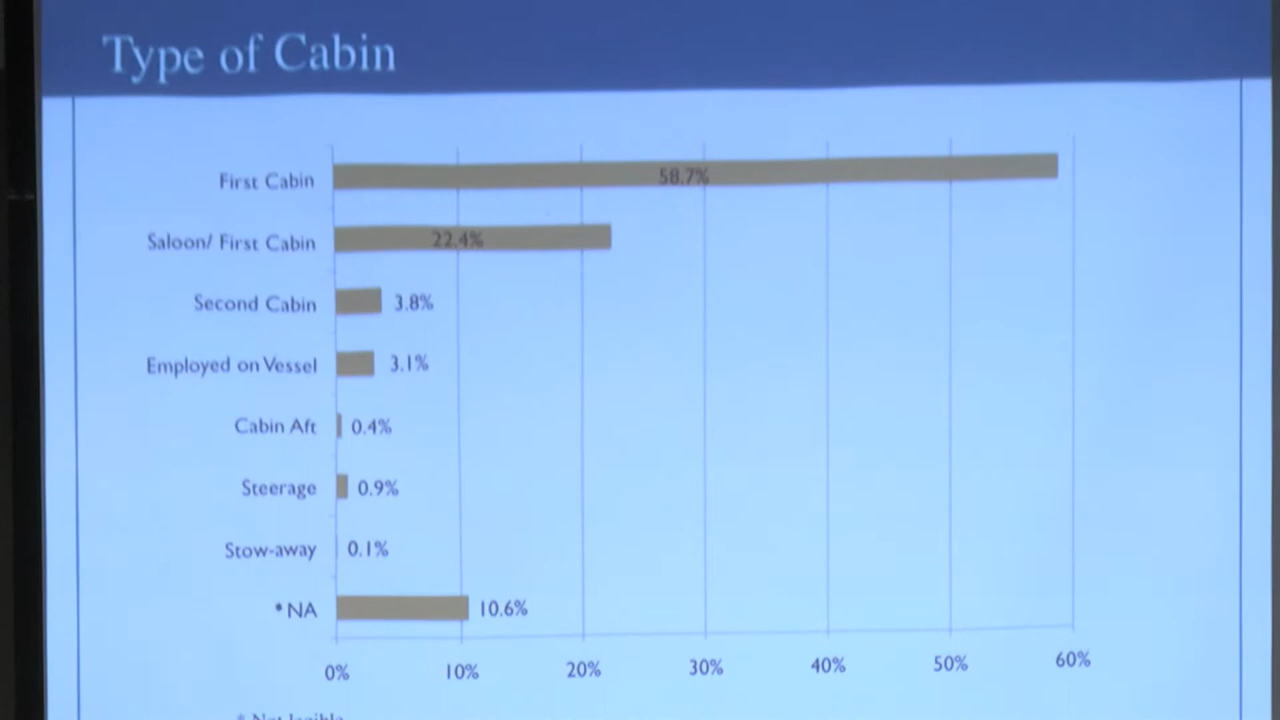 Type of Cabin
First Cabin 58.7%
Saloon/ First Cabin 22.4%
Second Cabin 3.8%
Employed on Vessel 3.1%
Cabin Aft 0.4%
Steerage 0.9%
Stow-away 0.1%
* NA 10.6%
0% 10% 20% 30% 40% 50% 60%
* Not legible